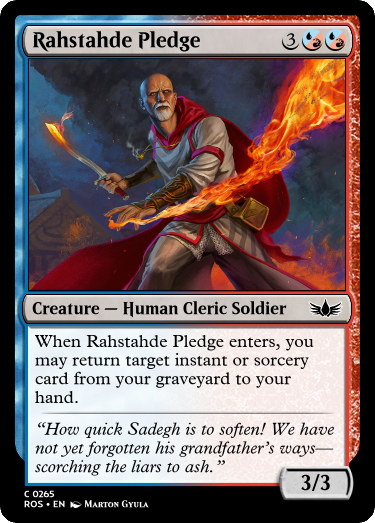 Rahstahde Pledge 3
Creature — Human Cleric Soldier
When Rahstahde Pledge enters, you
may return target instant or sorcery
card from your graveyard to your
hand.
“How quick Sadegh is to soften! We have
not yet forgotten his grandfather’s ways—
scorching the liars to ash.”
3/3
C 0265
ROS • EN Marton Gyula